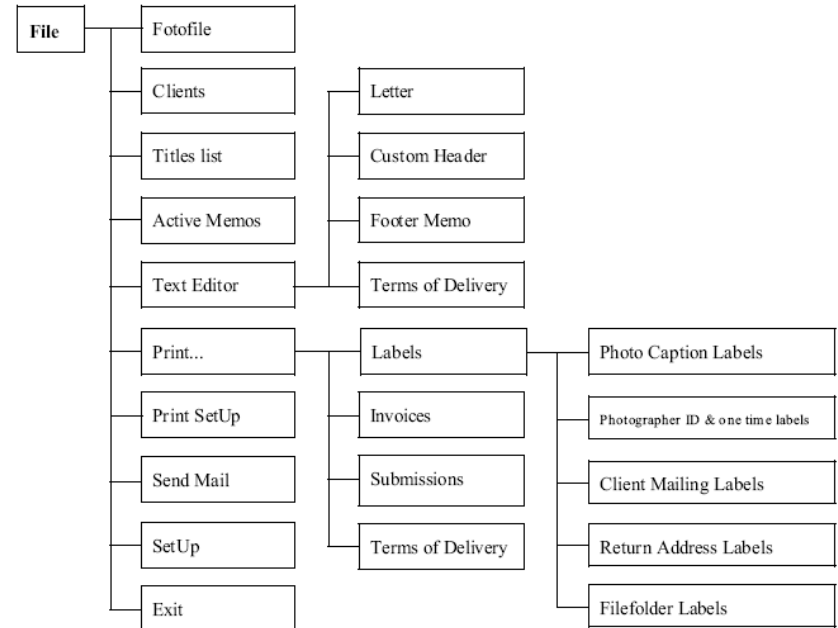 File
Fotofile
Clients
Letter
Titles list
Custom Header
Active Memos
Footer Memo
Text Editor
Terms of Delivery
Print...
Labels
Photo Caption Labels
Print SetUp
Invoices
Photographer ID & one time labels
Send Mail
Submissions
Client Mailing Labels
SetUp
Terms of Delivery
Return Address Labels
Exit
Filefolder Labels